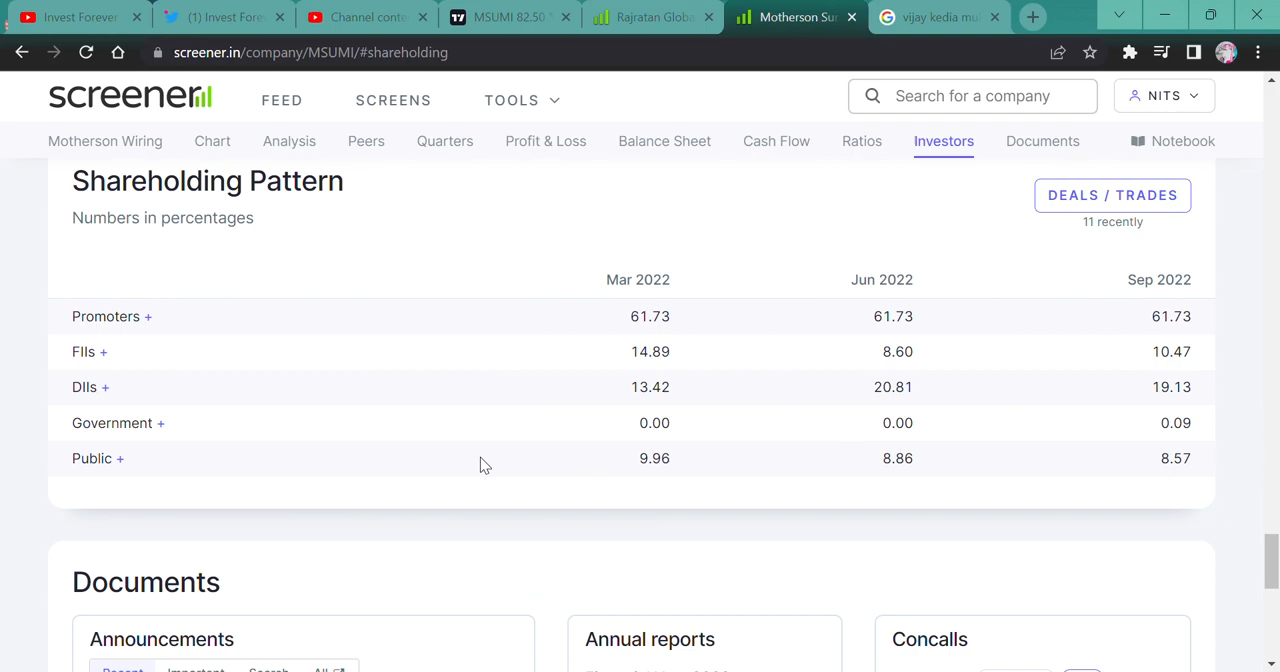 Invest Forever
(1) Invest Fore
Channel conte
MSUMI 82.50
Rajratan Globa
Motherson Su
vijay kedia mu
screener.in/company/MSUMI/#shareholding
screener
FEED
SCREENS
TOOLS
Search for a company
NITS
Motherson Wiring
Chart
Analysis
Peers
Quarters
Profit & Loss
Balance Sheet
Cash Flow
Ratios
Investors
Documents
Notebook
Shareholding Pattern
DEALS / TRADES
Numbers in percentages
11 recently
Mar 2022 Jun 2022 Sep 2022
Promoters + 61.73 61.73 61.73
FIIs + 14.89 8.60 10.47
DIIs + 13.42 20.81 19.13
Government + 0.00 0.00 0.09
Public + 9.96 8.86 8.57
Documents
Announcements
Annual reports
Concalls
Recent Important Search All